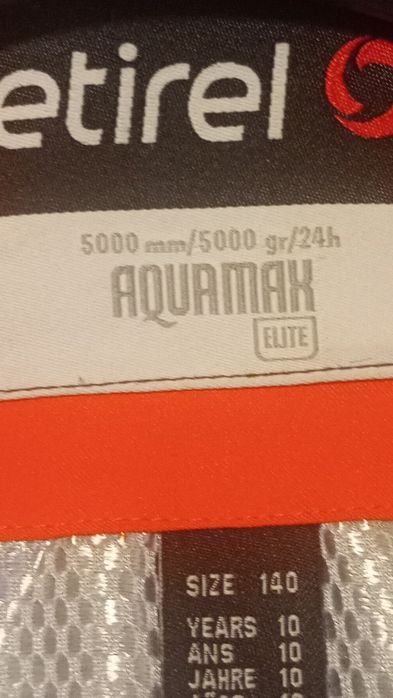 etirel
5000 mm/5000 gr/24h
AQUAMAX
ELITE
SIZE 140
YEARS 10
ANS 10
JAHRE 10